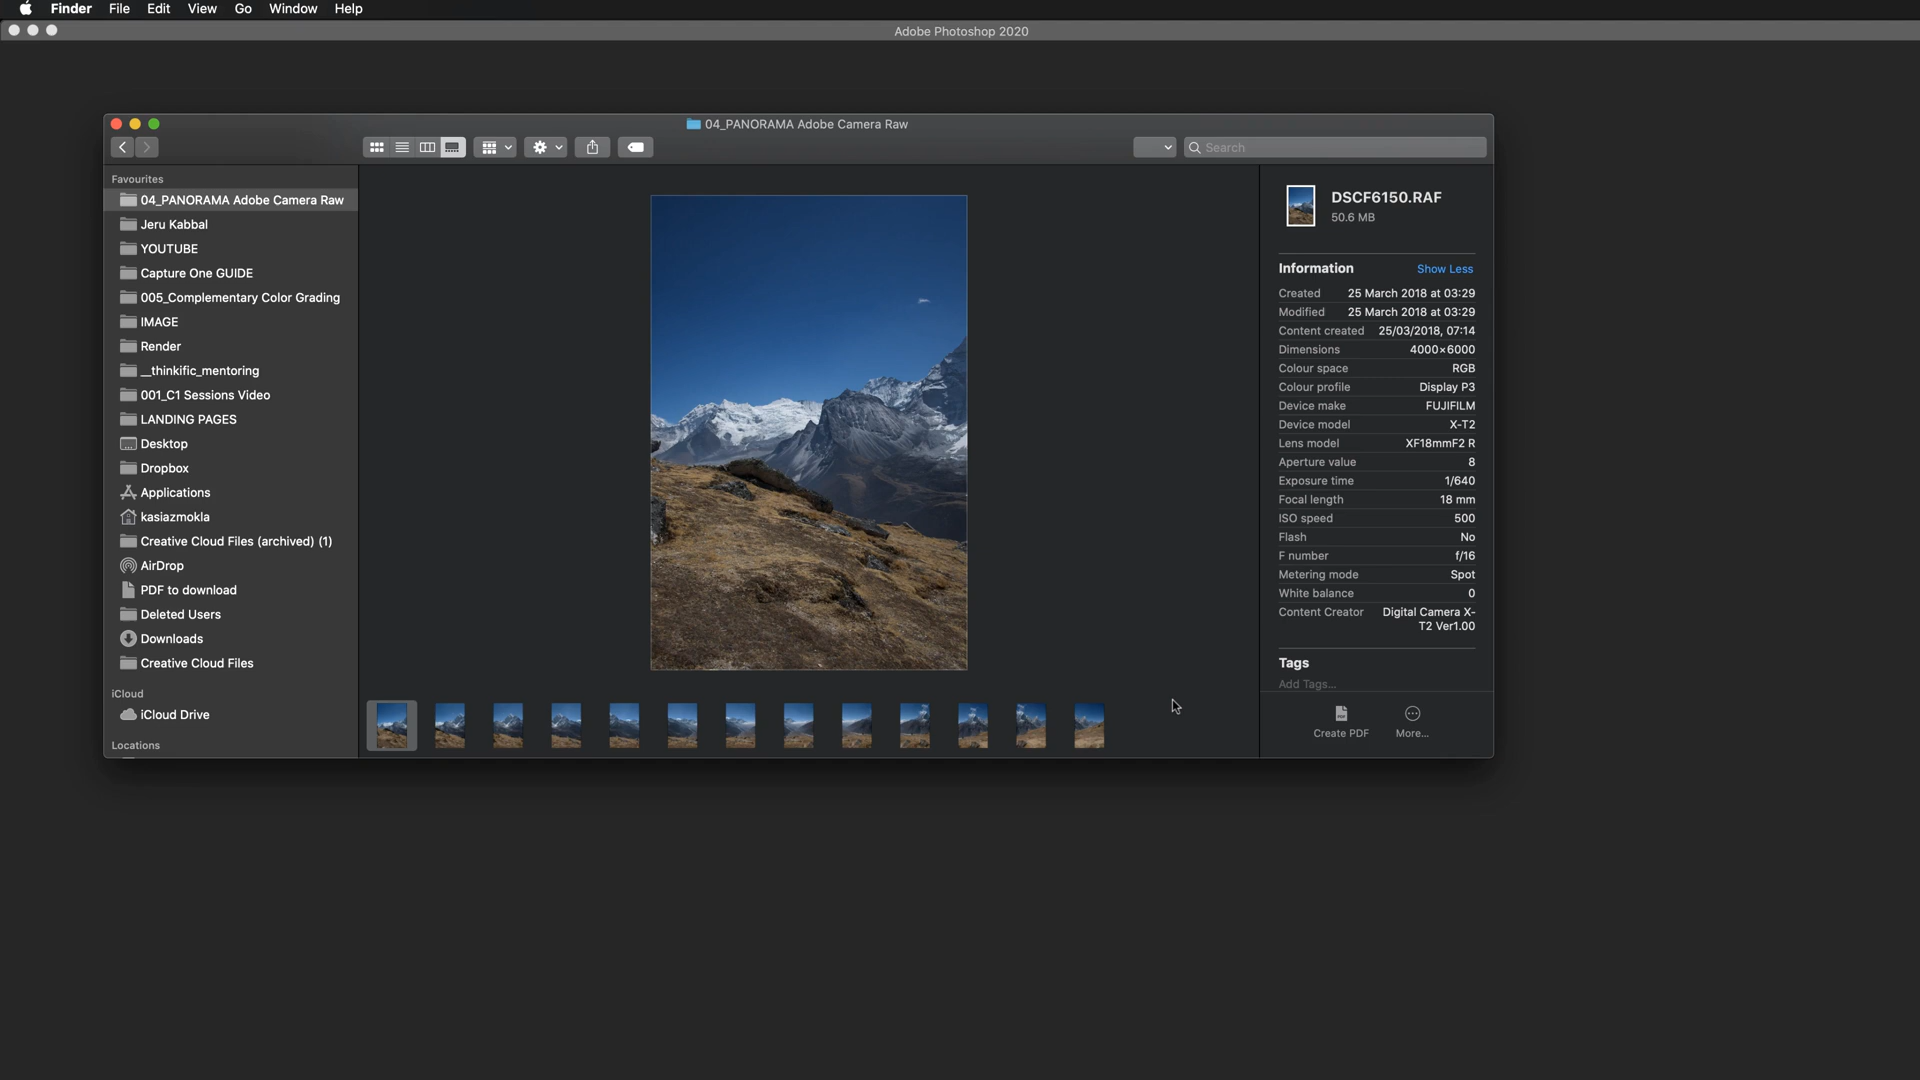 Finder File Edit View Go Window Help
Adobe Photoshop 2020
04_PANORAMA Adobe Camera Raw
Search
Favourites
04_PANORAMA Adobe Camera Raw
Jeru Kabbal
YOUTUBE
Capture One GUIDE
005_Complementary Color Grading
IMAGE
Render
__thinkific_mentoring
001_C1 Sessions Video
LANDING PAGES
Desktop
Dropbox
Applications
kasiazmokla
Creative Cloud Files (archived) (1)
AirDrop
PDF to download
Deleted Users
Downloads
Creative Cloud Files
iCloud
iCloud Drive
Locations
DSCF6150.RAF
50.6 MB
Information Show Less
Created 25 March 2018 at 03:29
Modified 25 March 2018 at 03:29
Content created 25/03/2018, 07:14
Dimensions 4000×6000
Colour space RGB
Colour profile Display P3
Device make FUJIFILM
Device model X-T2
Lens model XF18mmF2 R
Aperture value 8
Exposure time 1/640
Focal length 18 mm
ISO speed 500
Flash No
F number f/16
Metering mode Spot
White balance 0
Content Creator Digital Camera X-
T2 Ver1.00
Tags
Add Tags...
Create PDF More...